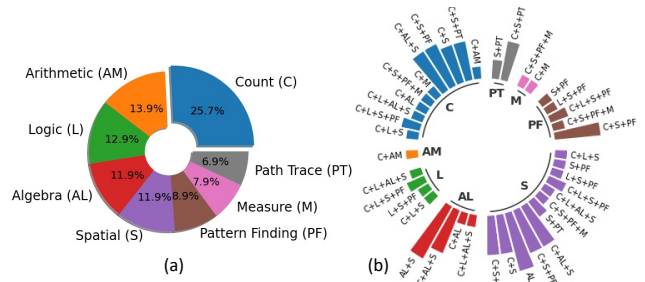 Arithmetic (AM)
Count (C)
Logic (L)
Algebra (AL)
Spatial (S)
Pattern Finding (PF)
Measure (M)
Path Trace (PT)
13.9%
25.7%
12.9%
11.9%
11.9%
8.9%
7.9%
6.9%
(a)
C+L+S
C+L+S+PF
C+L+AL+S
C+AL
C+S+PF+M
C+M
C+AL+S
C+S+PF
C+S
C+S+PT
C+AM
C
S+PT
C+S+PT
PT
C+S+PF+M
C+M
M
S+PF
L+S+PF
C+L+S+PF
C+S+PF+M
C+S+PF
PF
C+L+S
S+PF
L+S+PF
C+L+S+PF
C+L+AL+S
C+S+PF+M
S+PT
C+AL+S
C+S+PF
AL
C+S
C+S+
S
C+L+AL+S
C+AL
C+AL+S
AL+S
AL
C+L+S
L+S+PF
C+L+S+PF
C+L+AL+S
L
C+AM
AM
(b)